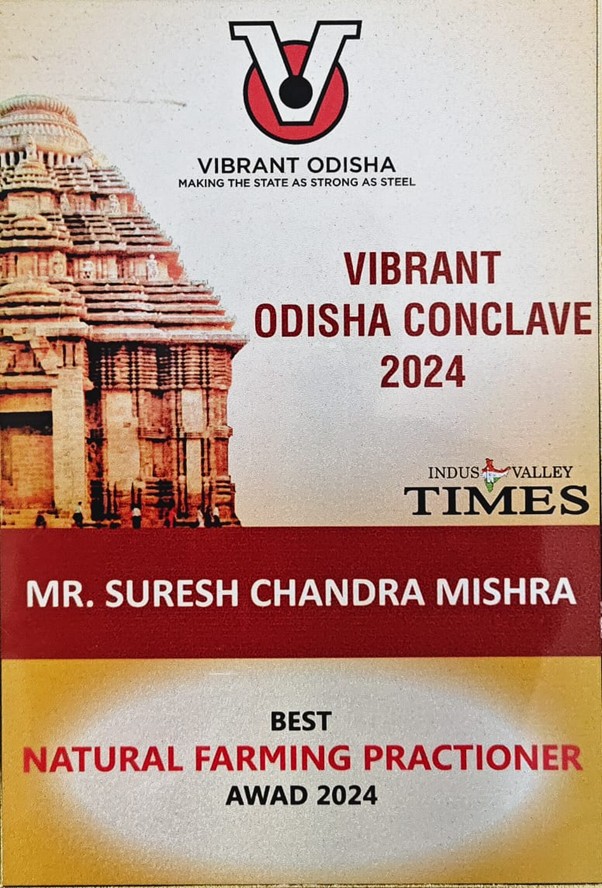 VIBRANT ODISHA
MAKING THE STATE AS STRONG AS STEEL
VIBRANT
ODISHA CONCLAVE
2024
INDUS VALLEY
TIMES
MR. SURESH CHANDRA MISHRA
BEST
NATURAL FARMING PRACTIONER
AWAD 2024